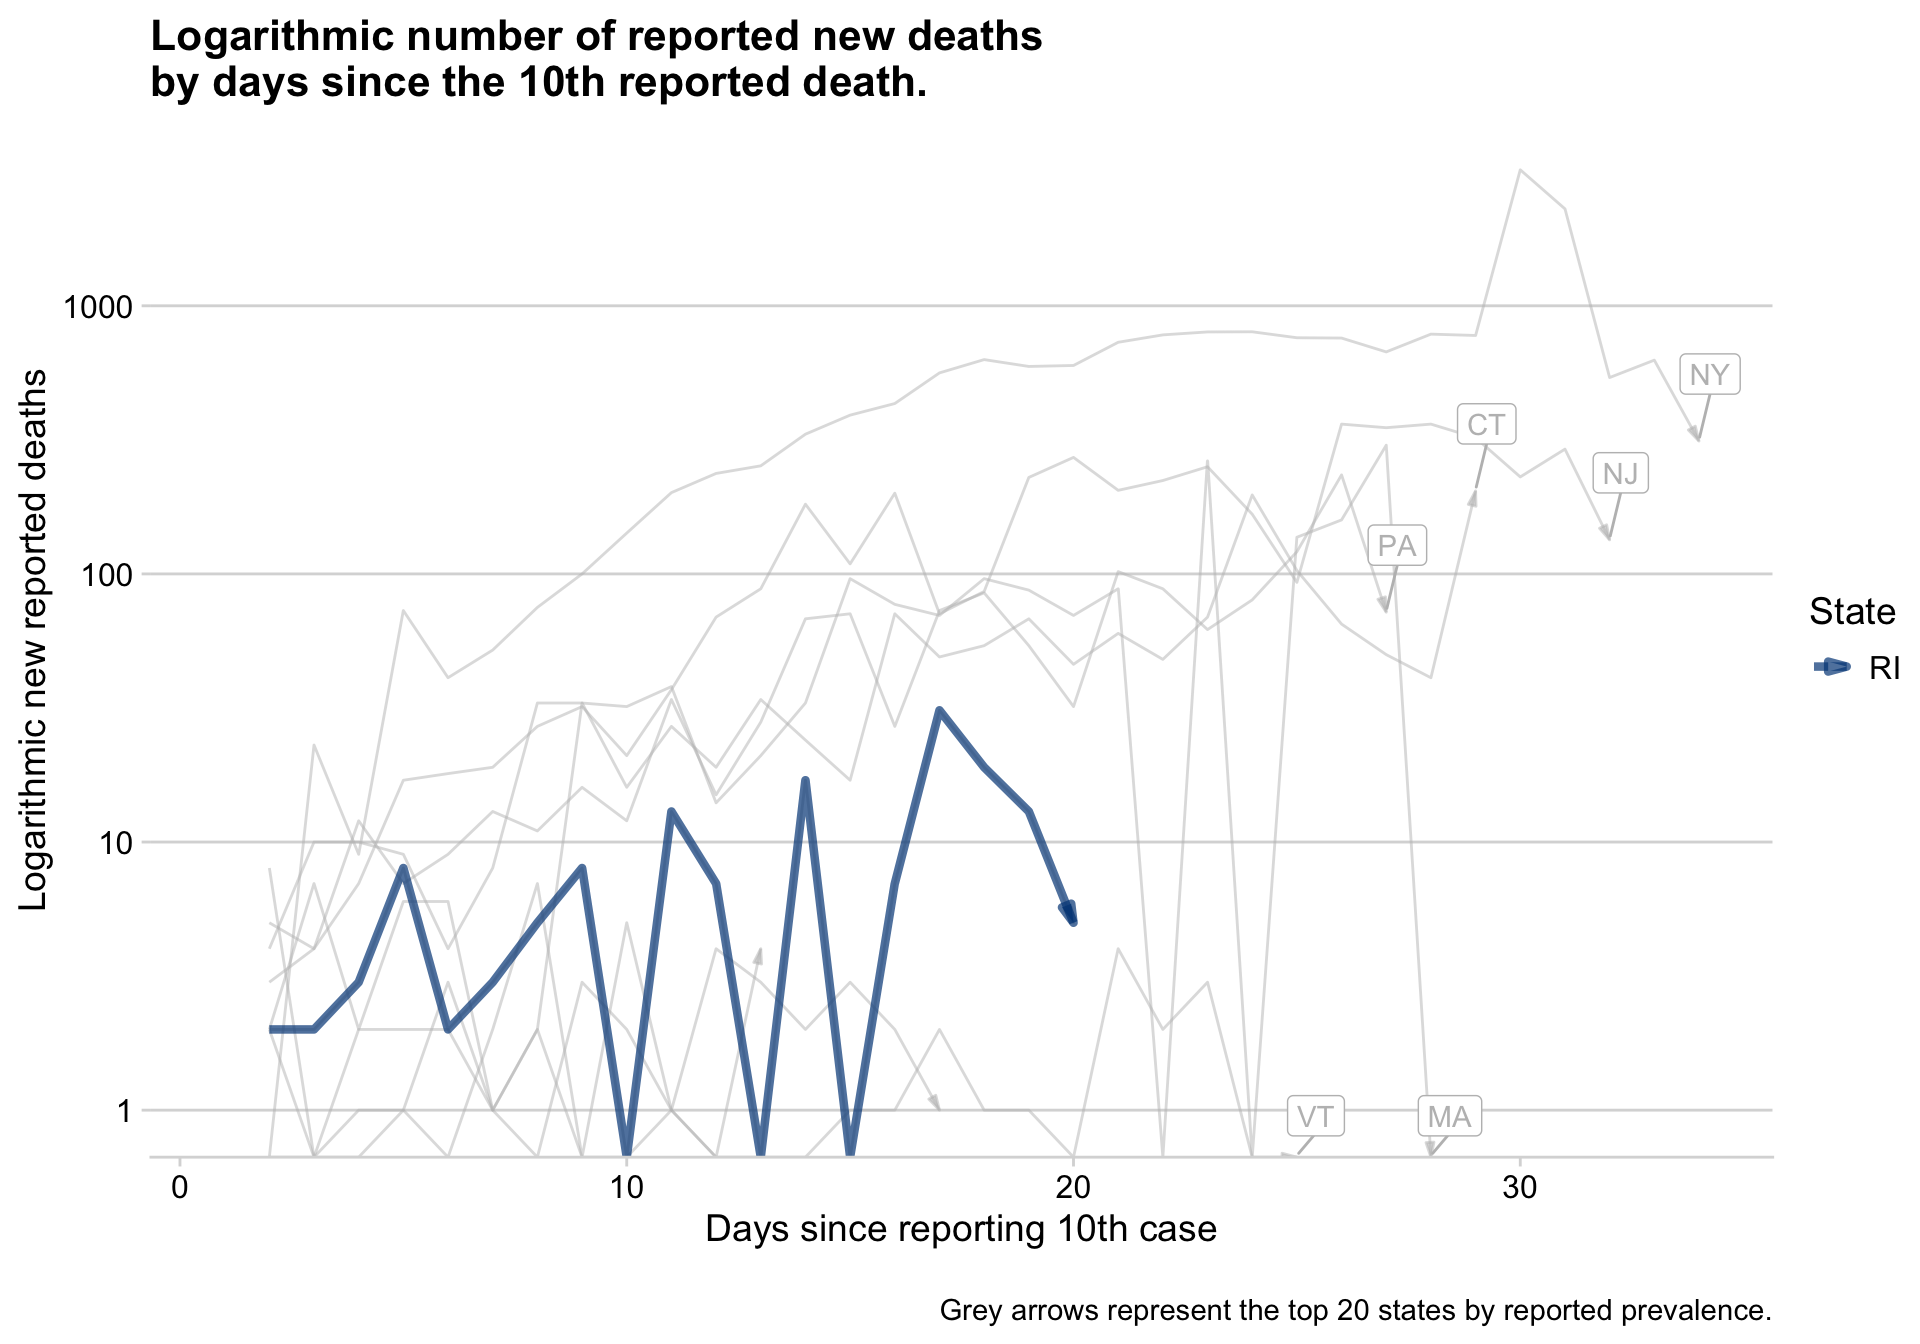 Logarithmic number of reported new deaths
by days since the 10th reported death.
Logarithmic new reported deaths
1000
100
10
1
NY
CT
NJ
PA
VT
MA
State
RI
0
10
20
30
Days since reporting 10th case
Grey arrows represent the top 20 states by reported prevalence.